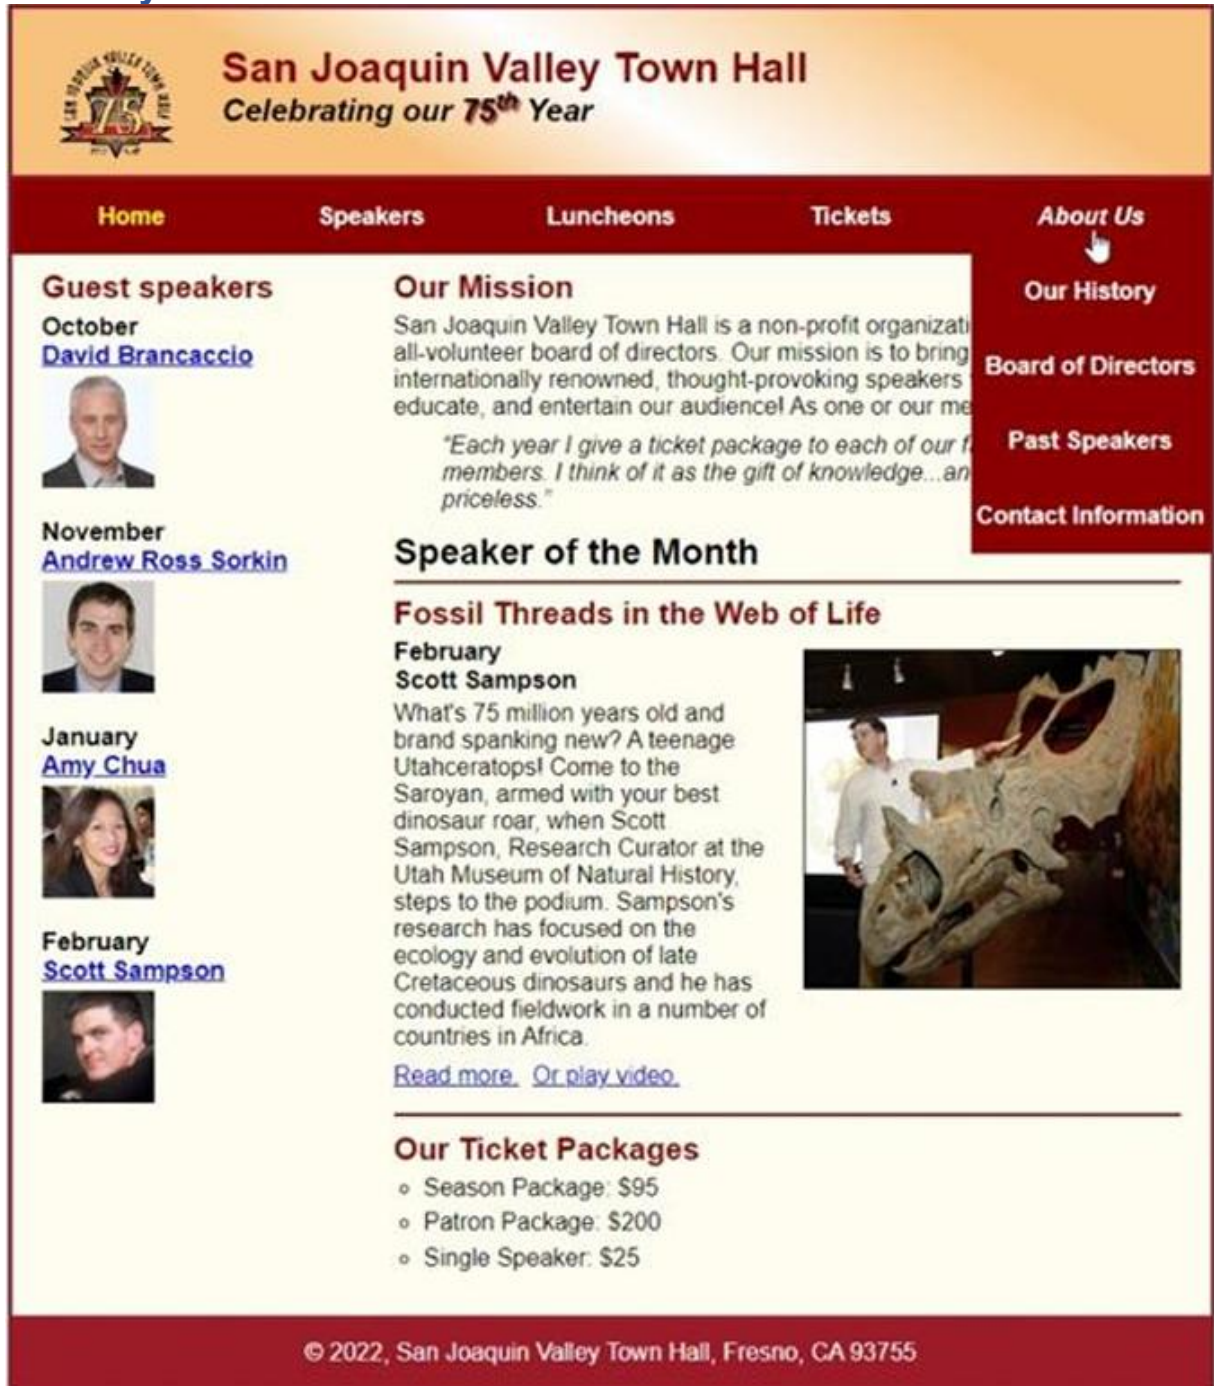 SAN JOAQUIN VALLEY TOWN HALL
75
San Joaquin Valley Town Hall
Celebrating our 75th Year
Home Speakers Luncheons Tickets About Us
Our History
Board of Directors
Past Speakers
Contact Information
Guest speakers
October
David Brancaccio
November
Andrew Ross Sorkin
January
Amy Chua
February
Scott Sampson
Our Mission
San Joaquin Valley Town Hall is a non-profit organizati
all-volunteer board of directors. Our mission is to bring
internationally renowned, thought-provoking speakers
educate, and entertain our audience! As one or our me
“Each year I give a ticket package to each of our f
members. I think of it as the gift of knowledge...an
priceless.”
Speaker of the Month
Fossil Threads in the Web of Life
February
Scott Sampson
What's 75 million years old and
brand spanking new? A teenage
Utahceratops! Come to the
Saroyan, armed with your best
dinosaur roar, when Scott
Sampson, Research Curator at the
Utah Museum of Natural History,
steps to the podium. Sampson's
research has focused on the
ecology and evolution of late
Cretaceous dinosaurs and he has
conducted fieldwork in a number of
countries in Africa.
Read more. Or play video.
Our Ticket Packages
Season Package: $95
Patron Package: $200
Single Speaker: $25
© 2022, San Joaquin Valley Town Hall, Fresno, CA 93755